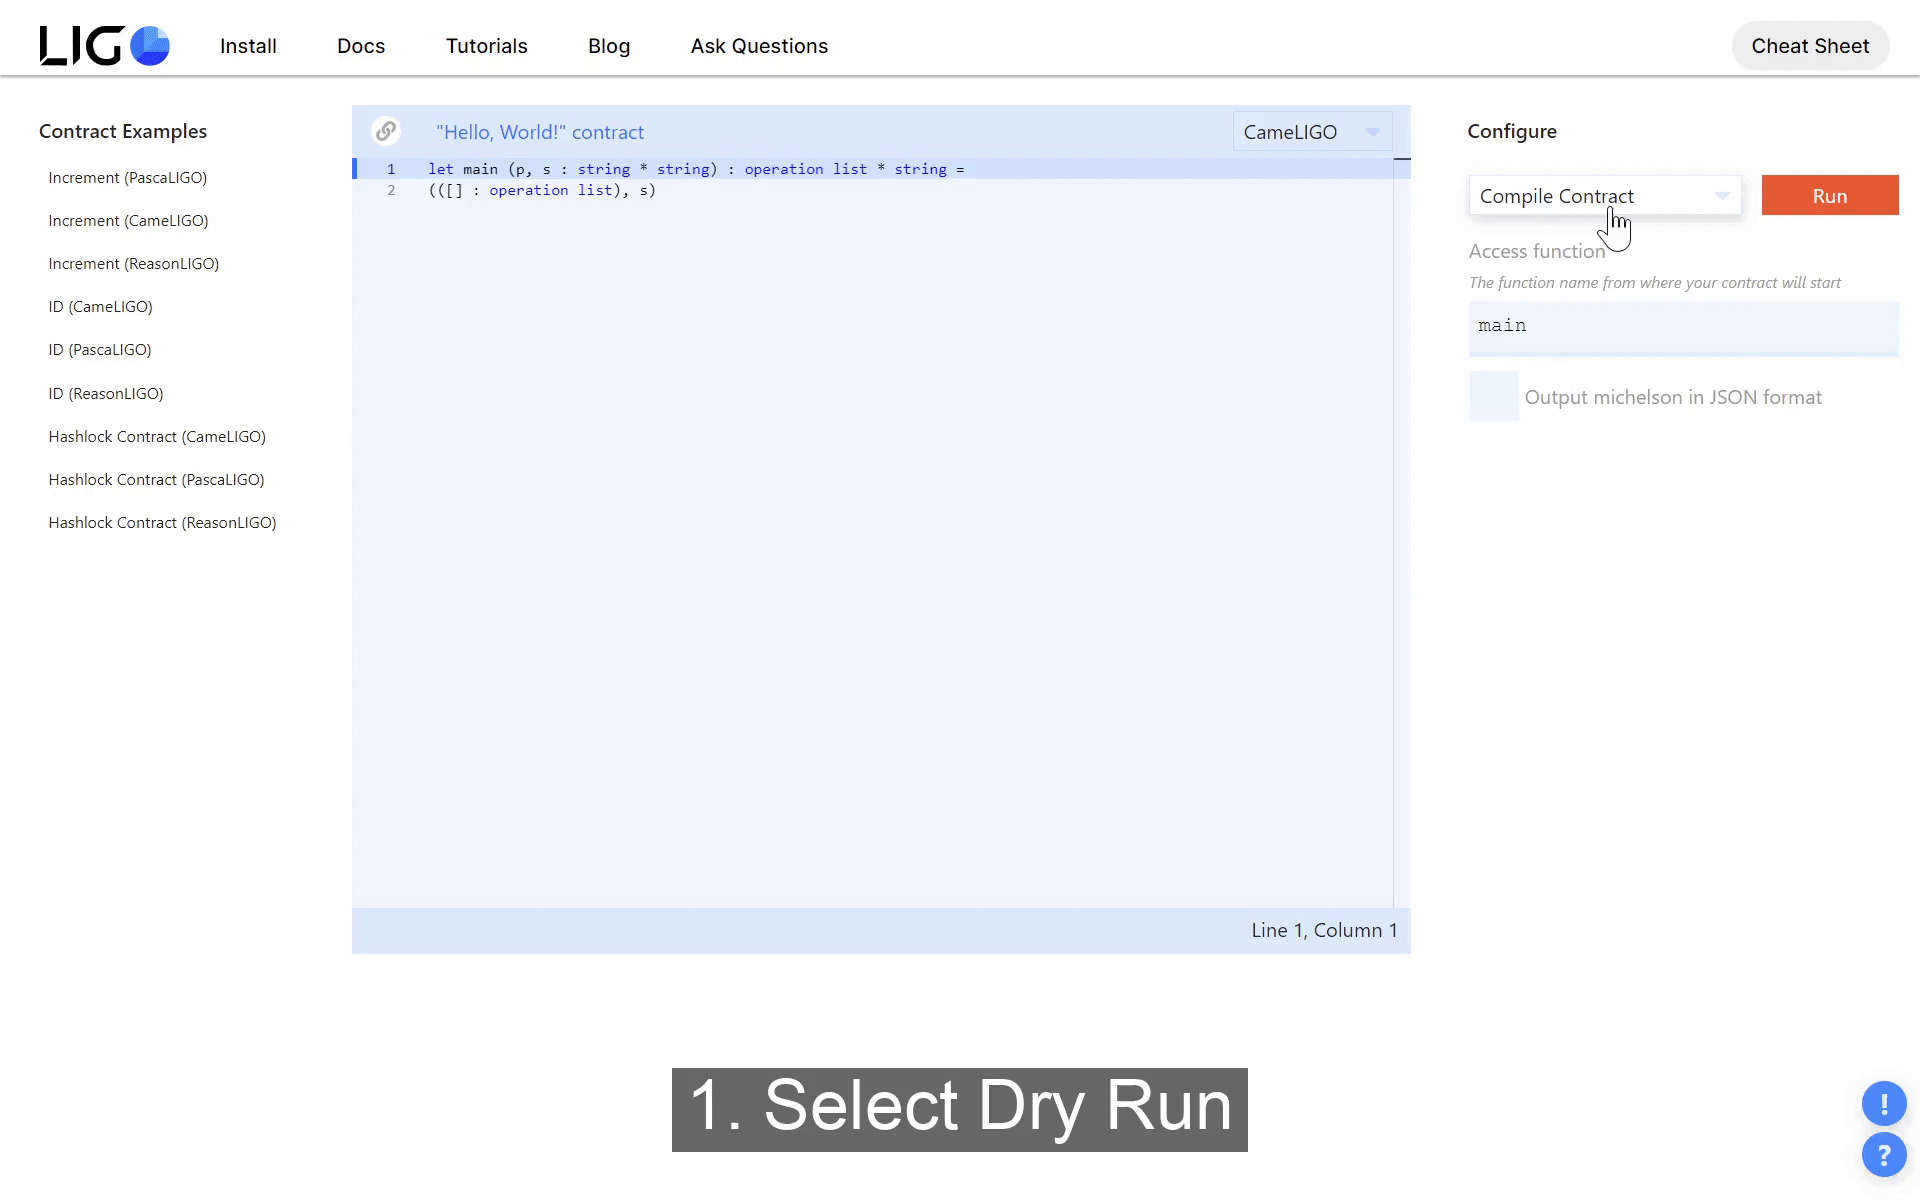 LIGO
Install
Docs
Tutorials
Blog
Ask Questions
Cheat Sheet
Contract Examples
Increment (PascaLIGO)
Increment (CameLIGO)
Increment (ReasonLIGO)
ID (CameLIGO)
ID (PascaLIGO)
ID (ReasonLIGO)
Hashlock Contract (CameLIGO)
Hashlock Contract (PascaLIGO)
Hashlock Contract (ReasonLIGO)
"Hello, World!" contract
CameLIGO
1 let main (p, s : string * string) : operation list * string =
2 (([] : operation list), s)
Line 1, Column 1
Configure
Compile Contract
Run
Access function
The function name from where your contract will start
main
Output michelson in JSON format
1. Select Dry Run
!
?